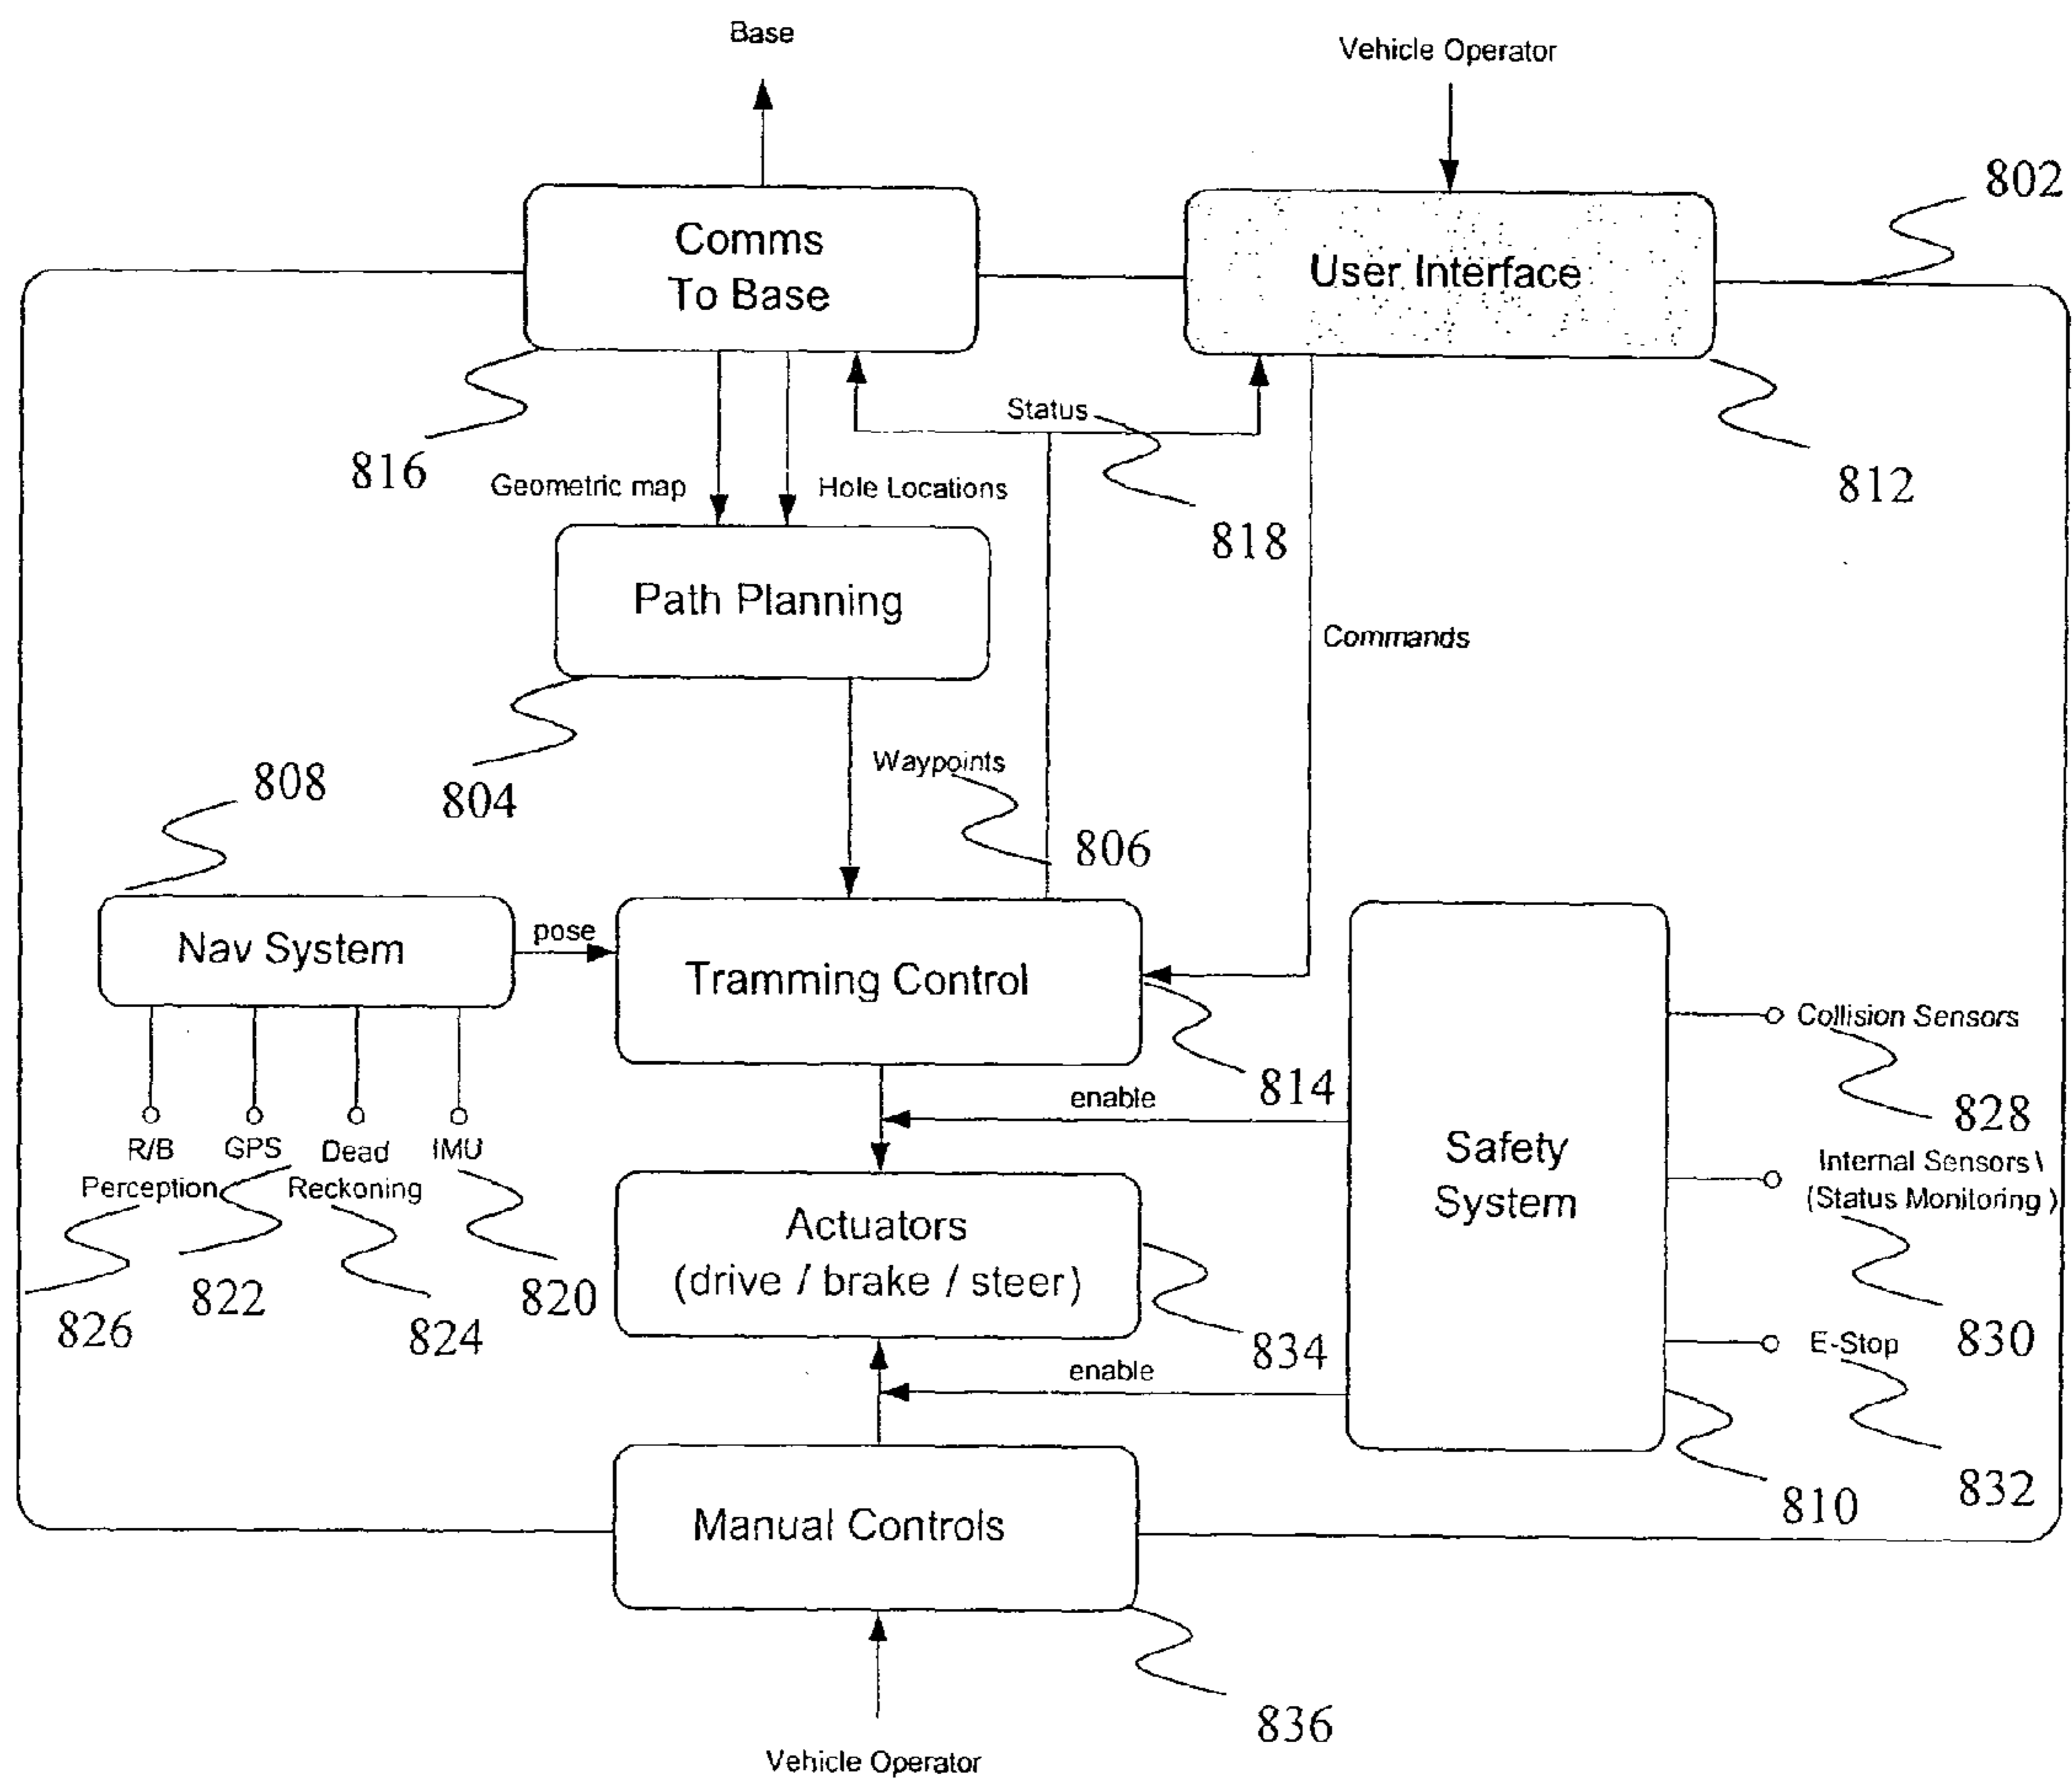 Base
Vehicle Operator
802
Comms
To Base
User Interface
Status
816
Geometric map
Hole Locations
812
818
Path Planning
Commands
Waypoints
808
804
806
Nav System
pose
Tramming Control
Collision Sensors
814
enable
828
R/B
Perception
GPS
Dead
Reckoning
IMU
Safety
System
Internal Sensors\
(Status Monitoring)
Actuators
(drive / brake / steer)
826
822
824
820
834
830
E-Stop
enable
832
810
Manual Controls
836
Vehicle Operator